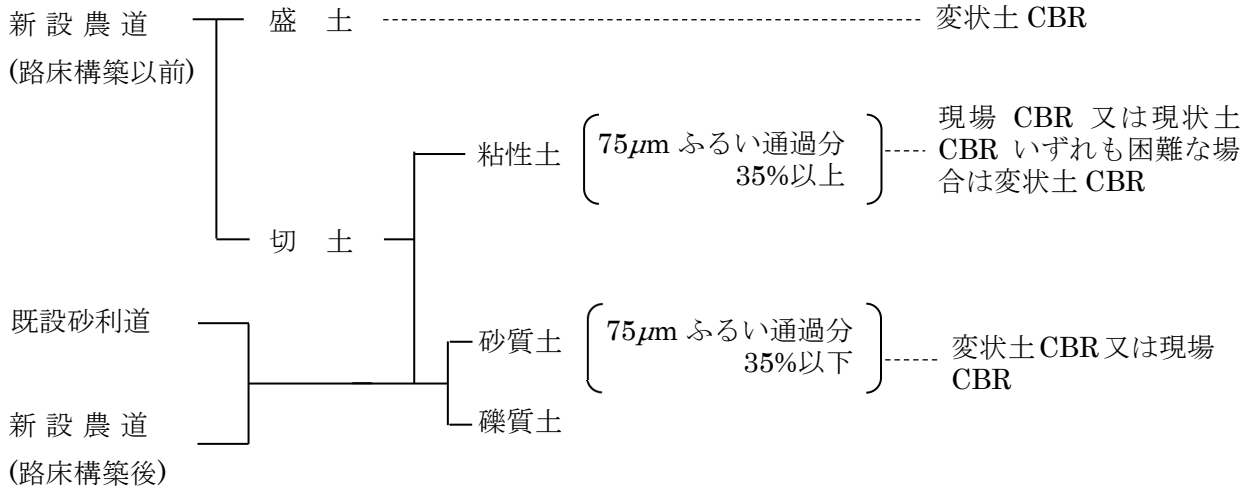 新設農道
(路床構築以前)
盛　土
変状土 CBR
粘性土
75μm ふるい通過分
35%以上
現場 CBR 又は現状土
CBR いずれも困難な場
合は変状土 CBR
切　土
既設砂利道
砂質土
75μm ふるい通過分
35%以下
変状土CBR又は現場
CBR
礫質土
新設農道
(路床構築後)